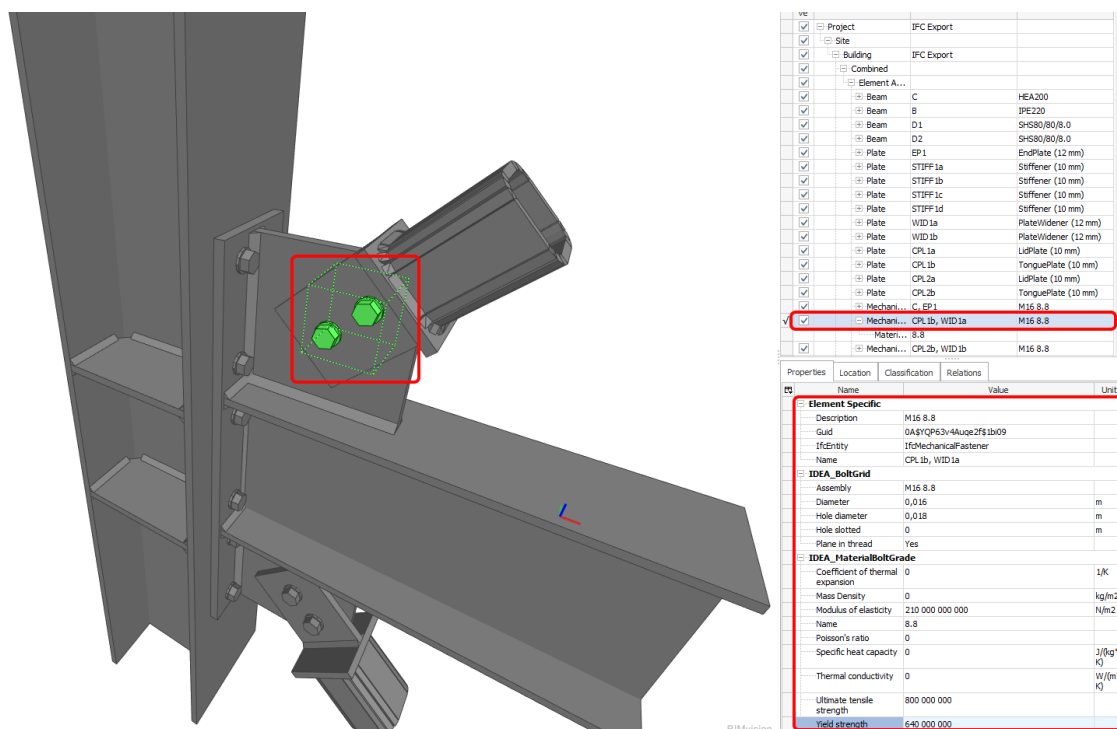 ve
Project IFC Export
Site
Building IFC Export
Combined
Element A...
Beam C HEA200
Beam B IPE220
Beam D1 SHS80/80/8.0
Beam D2 SHS80/80/8.0
Plate EP1 EndPlate (12 mm)
Plate STIFF1a Stiffener (10 mm)
Plate STIFF1b Stiffener (10 mm)
Plate STIFF1c Stiffener (10 mm)
Plate STIFF1d Stiffener (10 mm)
Plate WID1a PlateWidener (12 mm)
Plate WID1b PlateWidener (12 mm)
Plate CPL1a LidPlate (10 mm)
Plate CPL1b TonguePlate (10 mm)
Plate CPL2a LidPlate (10 mm)
Plate CPL2b TonguePlate (10 mm)
Mechani... C, EP1 M16 8.8
Mechani... CPL1b, WID1a M16 8.8
Materi... 8.8
Mechani... CPL2b, WID1b M16 8.8
Properties Location Classification Relations
Name Value Unit
Element Specific
Description M16 8.8
Guid 0A$YQP63v4Auqe2f$1bi09
IfcEntity IfcMechanicalFastener
Name CPL1b, WID1a
IDEA_BoltGrid
Assembly M16 8.8
Diameter 0,016 m
Hole diameter 0,018 m
Hole slotted 0 m
Plane in thread Yes
IDEA_MaterialBoltGrade
Coefficient of thermal 0 1/K
expansion
Mass Density 0 kg/m2
Modulus of elasticity 210 000 000 000 N/m2
Name 8.8
Poisson's ratio 0
Specific heat capacity 0 J/(kg*
K)
Thermal conductivity 0 W/(m
K)
Ultimate tensile 800 000 000
strength
Yield strength 640 000 000
BIMvision